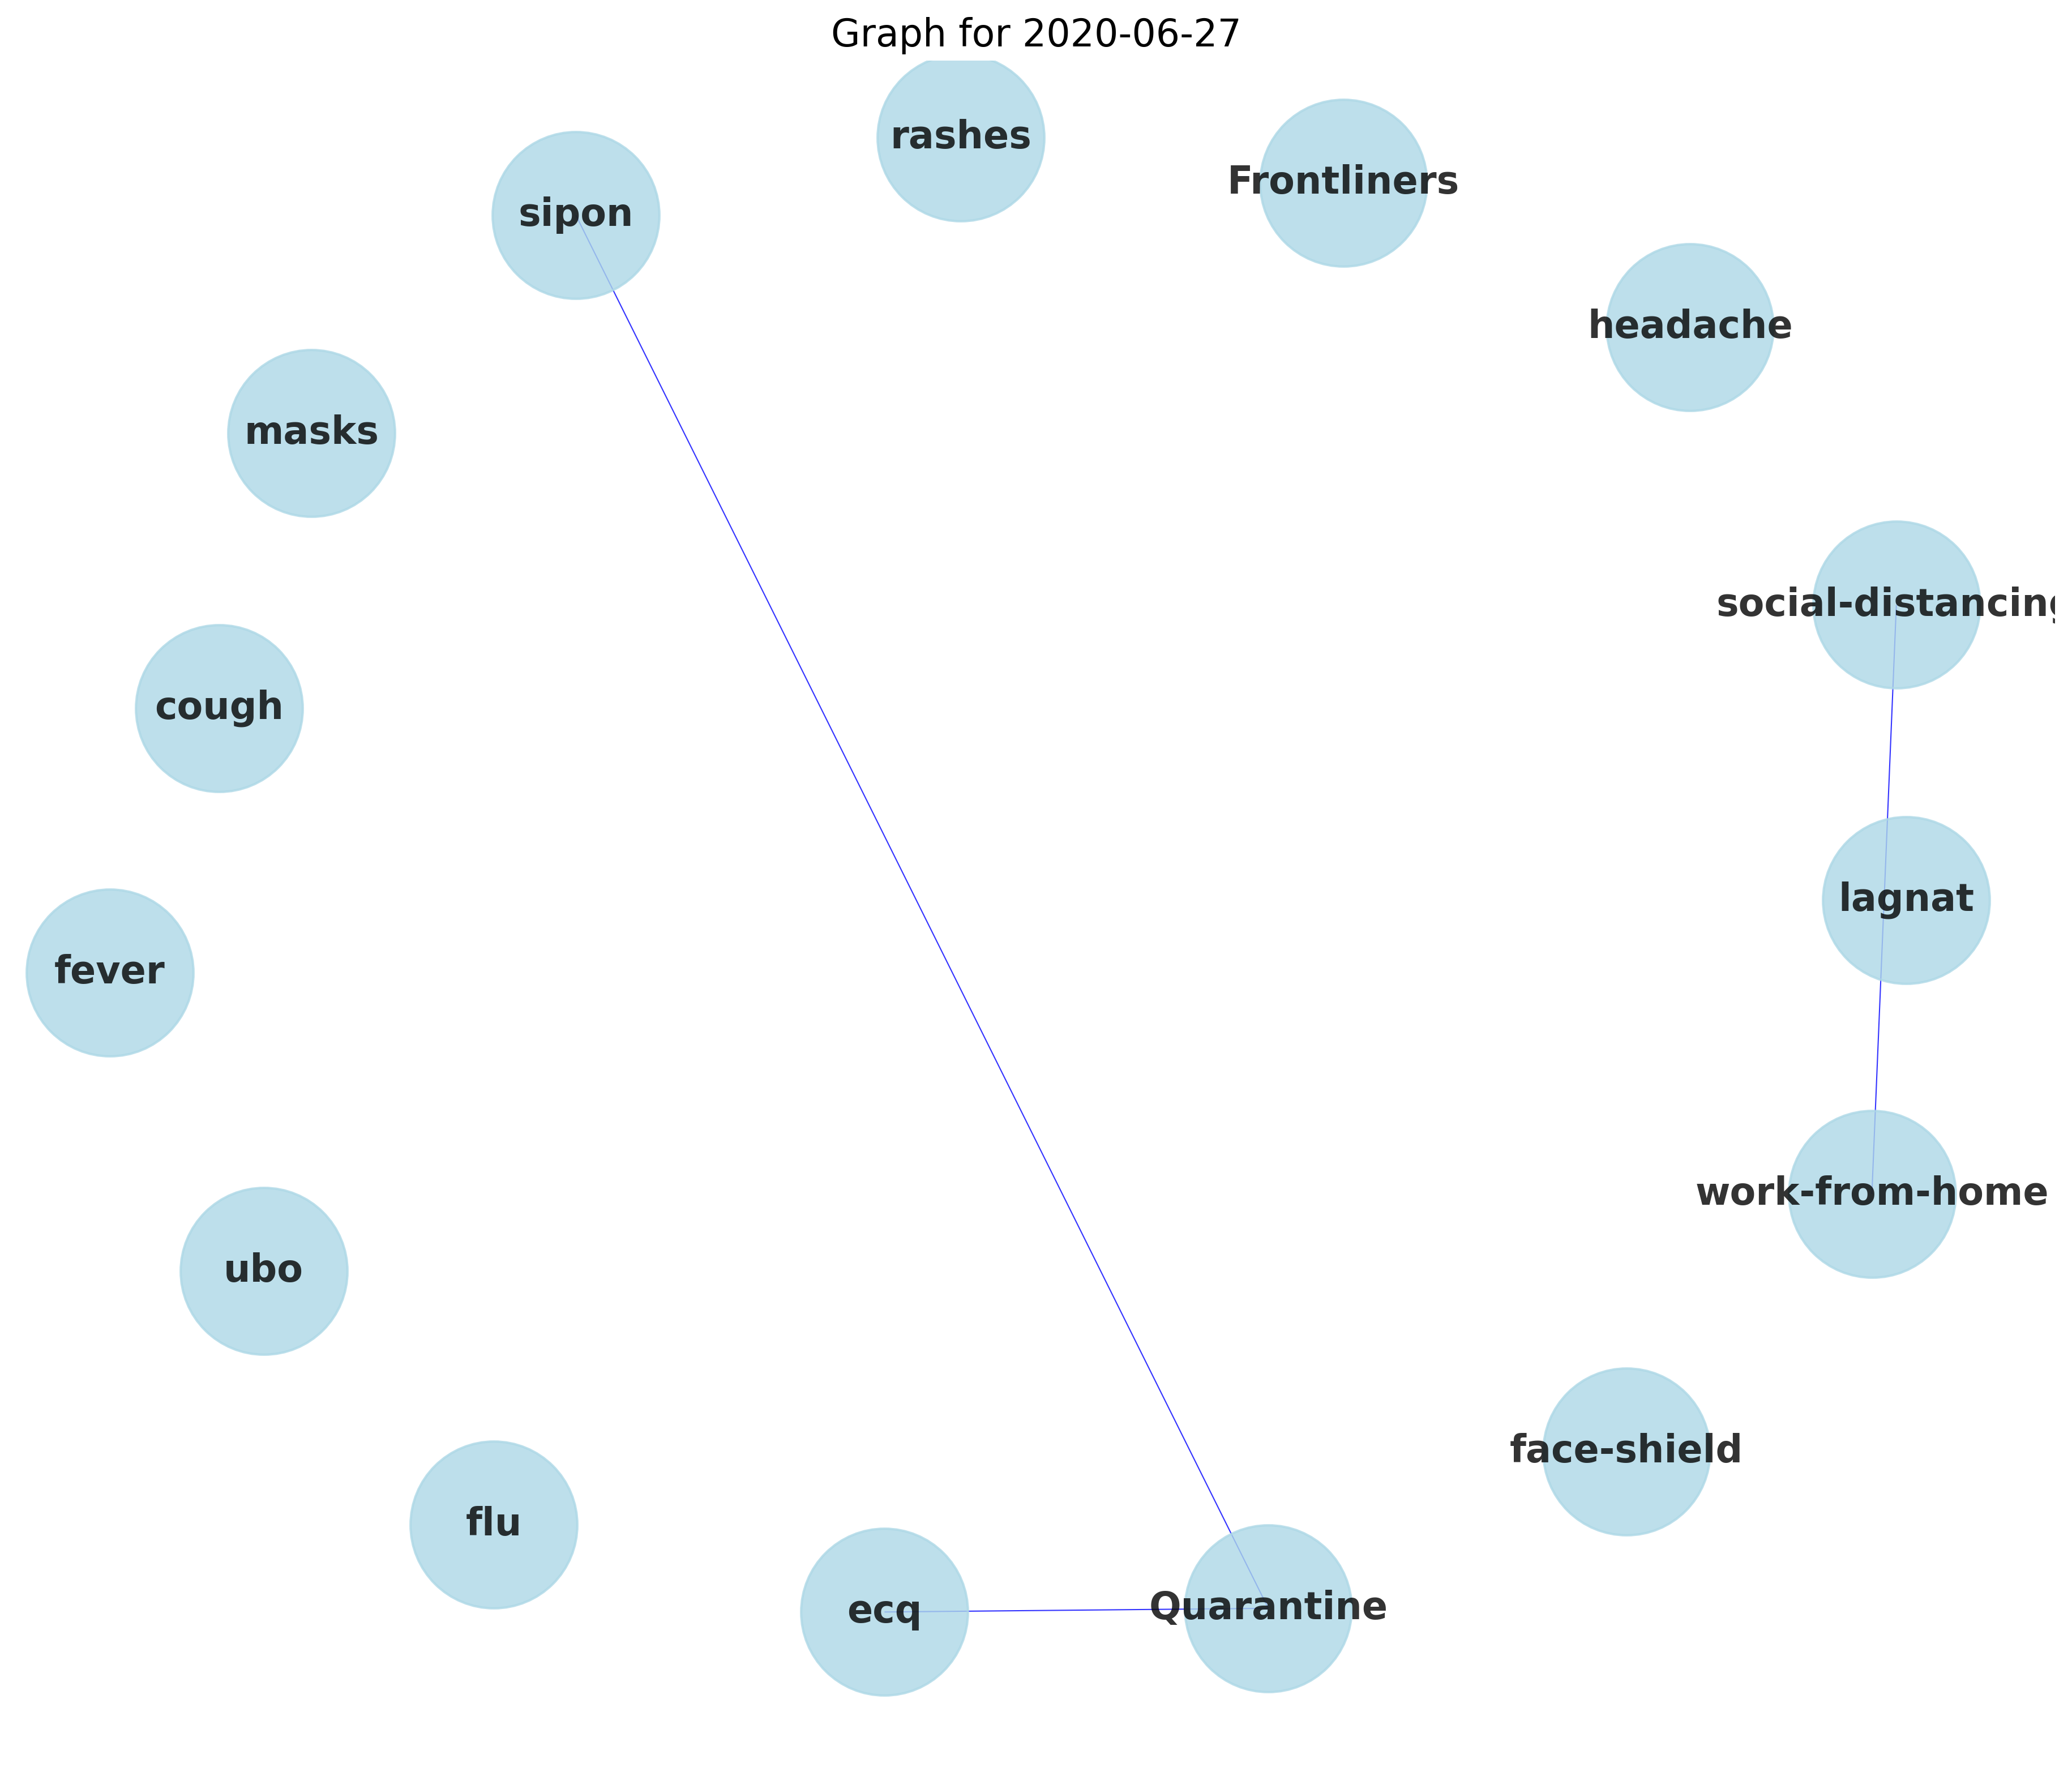 Graph for 2020-06-27
rashes
Frontliners
sipon
headache
masks
social-distancing
cough
lagnat
fever
work-from-home
ubo
face-shield
flu
Quarantine
ecq